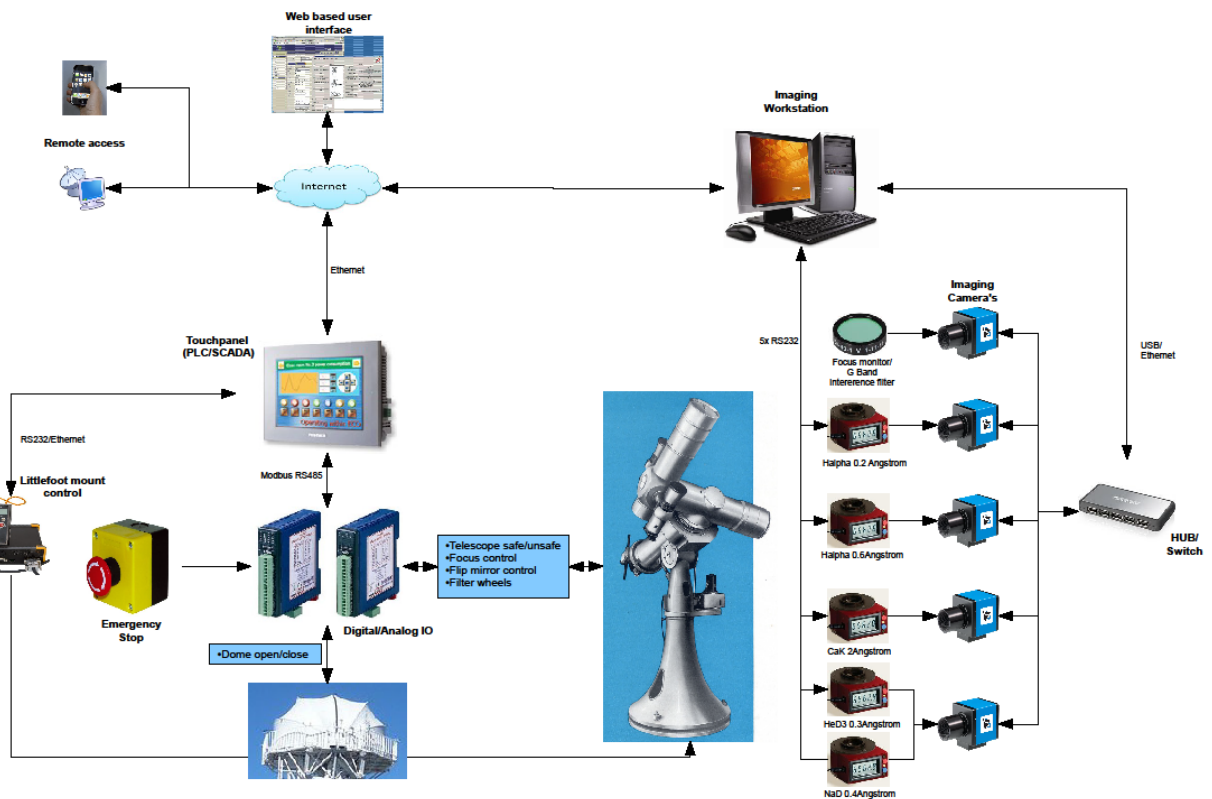 Web based user
interface
Remote access
Internet
Imaging
Workstation
Ethernet
Touchpanel
(PLC/SCADA)
Imaging
Camera's
5x RS232
Focus monitor/
G Band
Intererence filter
USB/
Ethernet
RS232/Ethernet
Halpha 0.2 Angstrom
Modbus RS485
Littlefoot mount
control
HUB/
Switch
•Telescope safe/unsafe
•Focus control
•Flip mirror control
•Filter wheels
Halpha 0.6Angstrom
Emergency
Stop
Digital/Analog IO
•Dome open/close
CaK 2Angstrom
HeD3 0.3Angstrom
NaD 0.4Angstrom